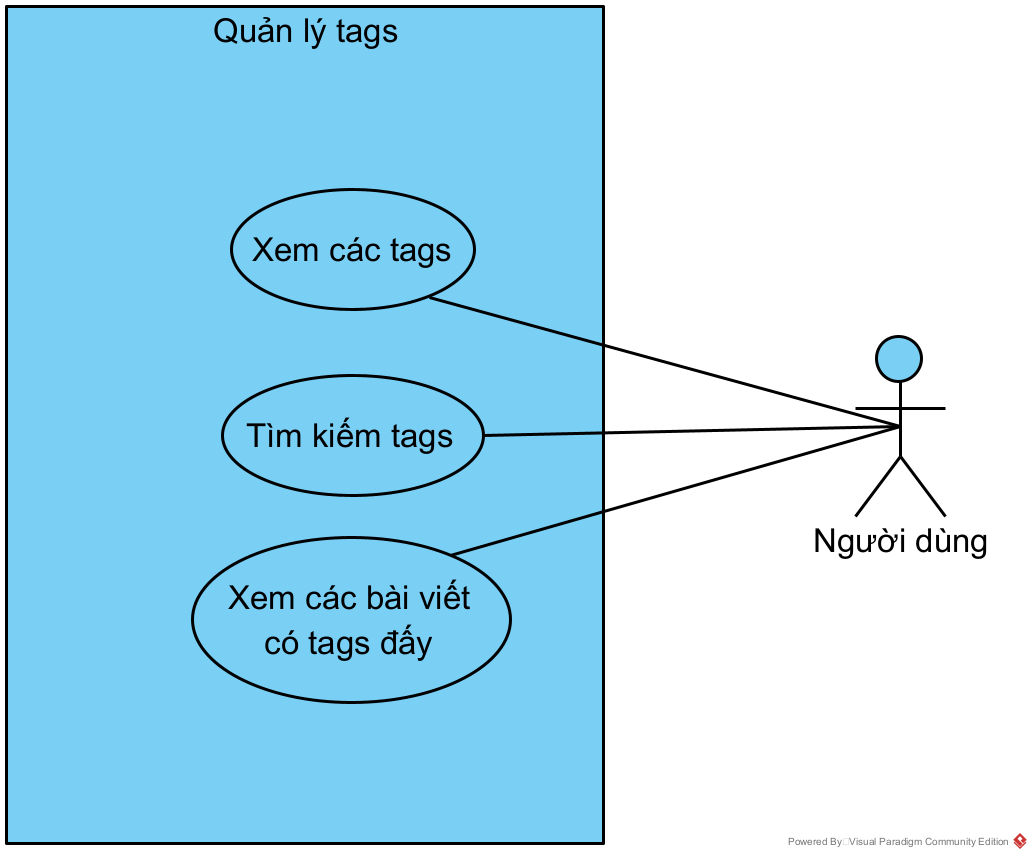 Quản lý tags
Xem các tags
Tìm kiếm tags
Xem các bài viết
có tags đấy
Người dùng
Powered By Visual Paradigm Community Edition